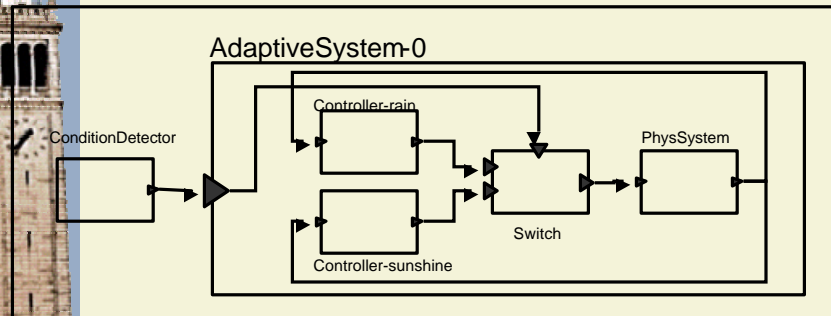 AdaptiveSystem-0
Controller-rain
ConditionDetector
PhysSystem
Switch
Controller-sunshine